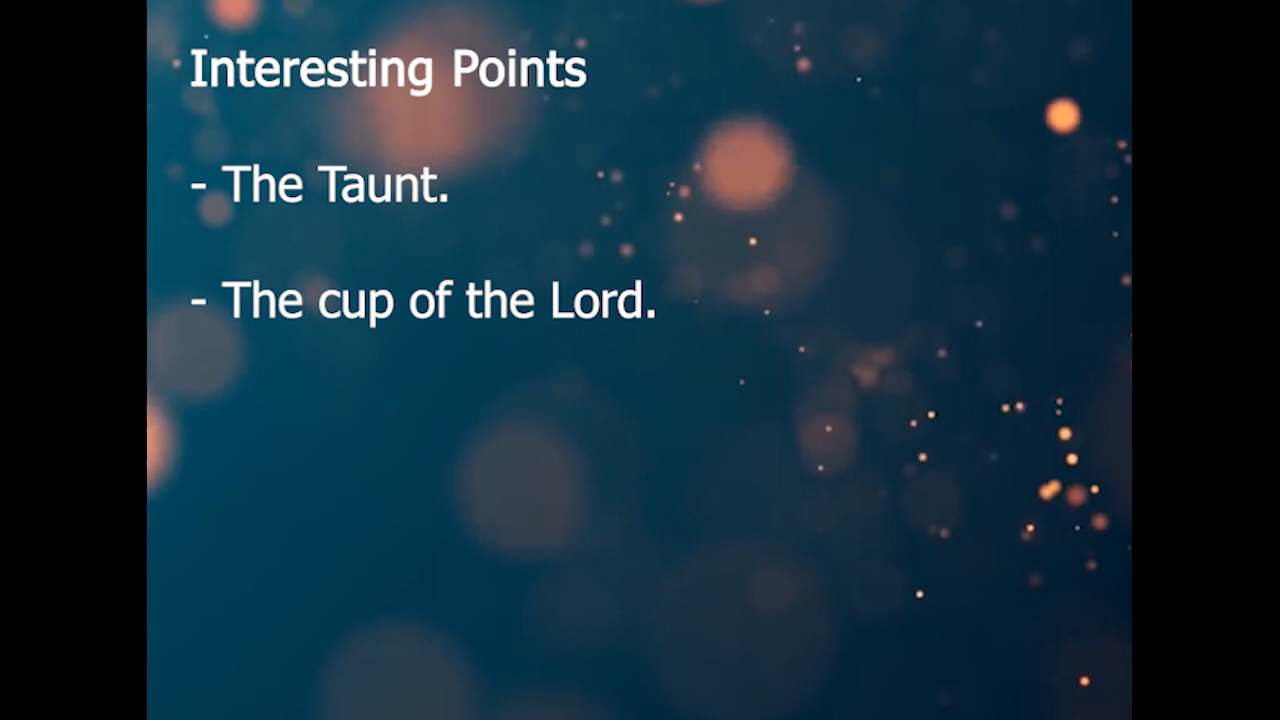 Interesting Points
- The Taunt.
- The cup of the Lord.